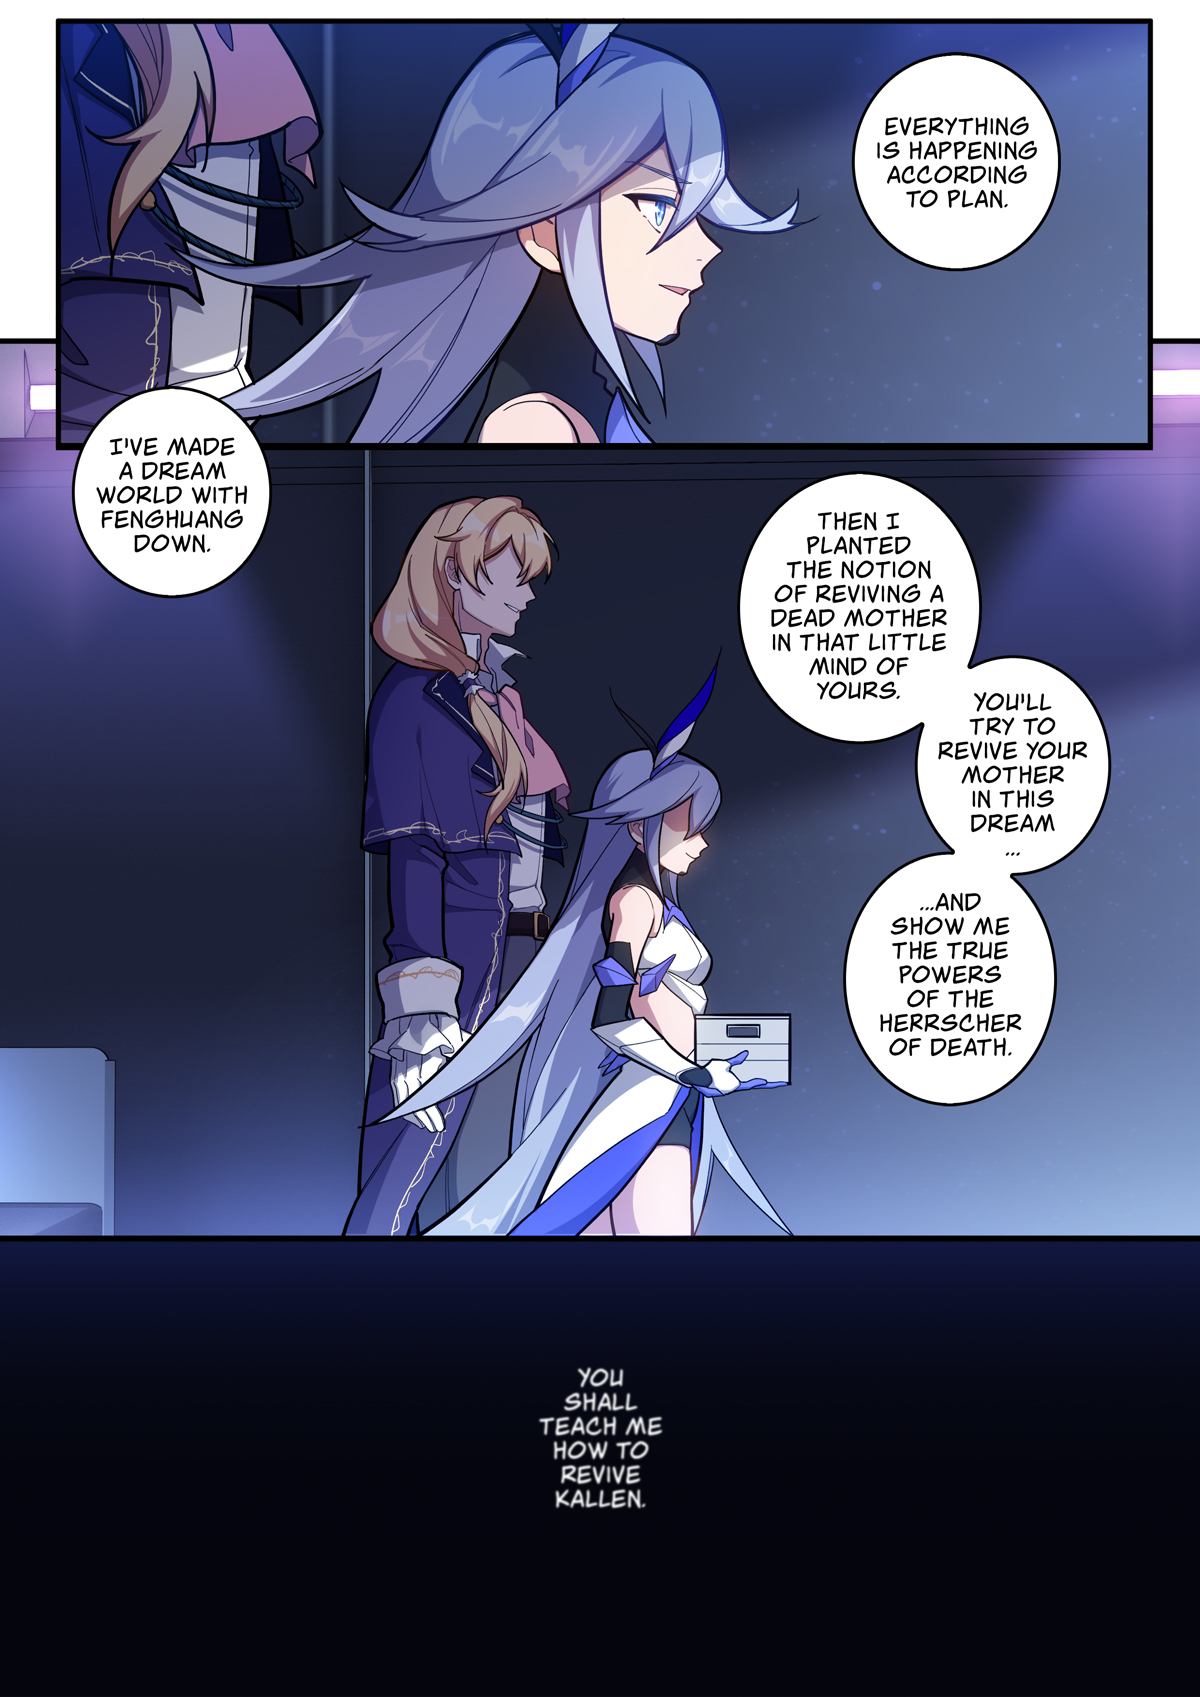 EVERYTHING
IS HAPPENING
ACCORDING
TO PLAN.
I'VE MADE
A DREAM
WORLD WITH
FENGHUANG
DOWN.
THEN I
PLANTED
THE NOTION
OF REVIVING A
DEAD MOTHER
IN THAT LITTLE
MIND OF
YOURS.
YOU'LL
TRY TO
REVIVE YOUR
MOTHER
IN THIS
DREAM
...
...AND
SHOW ME
THE TRUE
POWERS
OF THE
HERRSCHER
OF DEATH.
YOU
SHALL
TEACH ME
HOW TO
REVIVE
KALLEN.